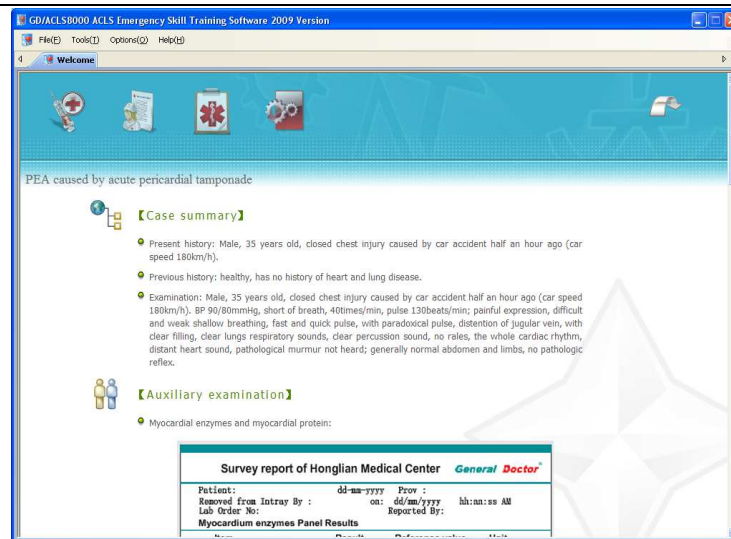 GD/ACLS8000 ACLS Emergency Skill Training Software 2009 Version
File(F) Tools(T) Options(O) Help(H)
Welcome
PEA caused by acute pericardial tamponade
【Case summary】
Present history: Male, 35 years old, closed chest injury caused by car accident half an hour ago (car
speed 180km/h).
Previous history: healthy, has no history of heart and lung disease.
Examination: Male, 35 years old, closed chest injury caused by car accident half an hour ago (car speed
180km/h). BP 90/80mmHg, short of breath, 40times/min, pulse 130beats/min; painful expression, difficult
and weak shallow breathing, fast and quick pulse, with paradoxical pulse, distention of jugular vein, with
clear filling, clear lungs respiratory sounds, clear percussion sound, no rales, the whole cardiac rhythm,
distant heart sound, pathological murmur not heard; generally normal abdomen and limbs, no pathologic
reflex.
【Auxiliary examination】
Myocardial enzymes and myocardial protein:
Survey report of Honglian Medical Center General Doctor
Patient: dd-mm-yyyy Prov :
Removed from Intray By : on: dd/mm/yyyy hh:nn:ss AM
Lab Order No: Reported By:
Myocardium enzymes Panel Results
Item Result Reference value Unit